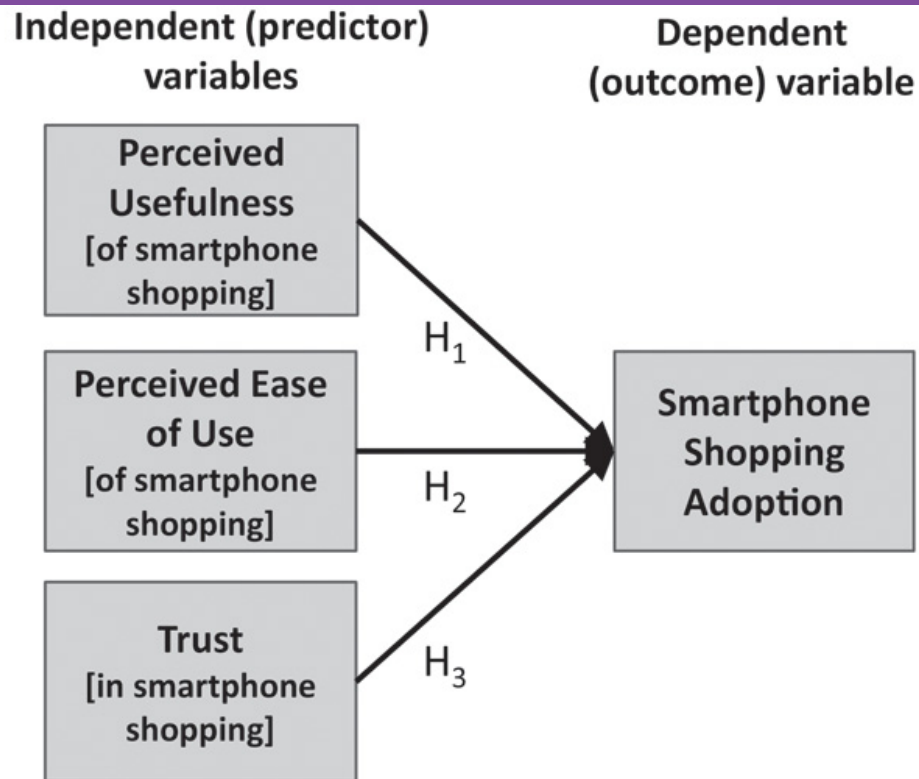 Independent (predictor)
variables
Dependent
(outcome) variable
Perceived
Usefulness
[of smartphone
shopping]
H₁
Perceived Ease
of Use
[of smartphone
shopping]
H₂
Smartphone
Shopping
Adoption
Trust
[in smartphone
shopping]
H₃